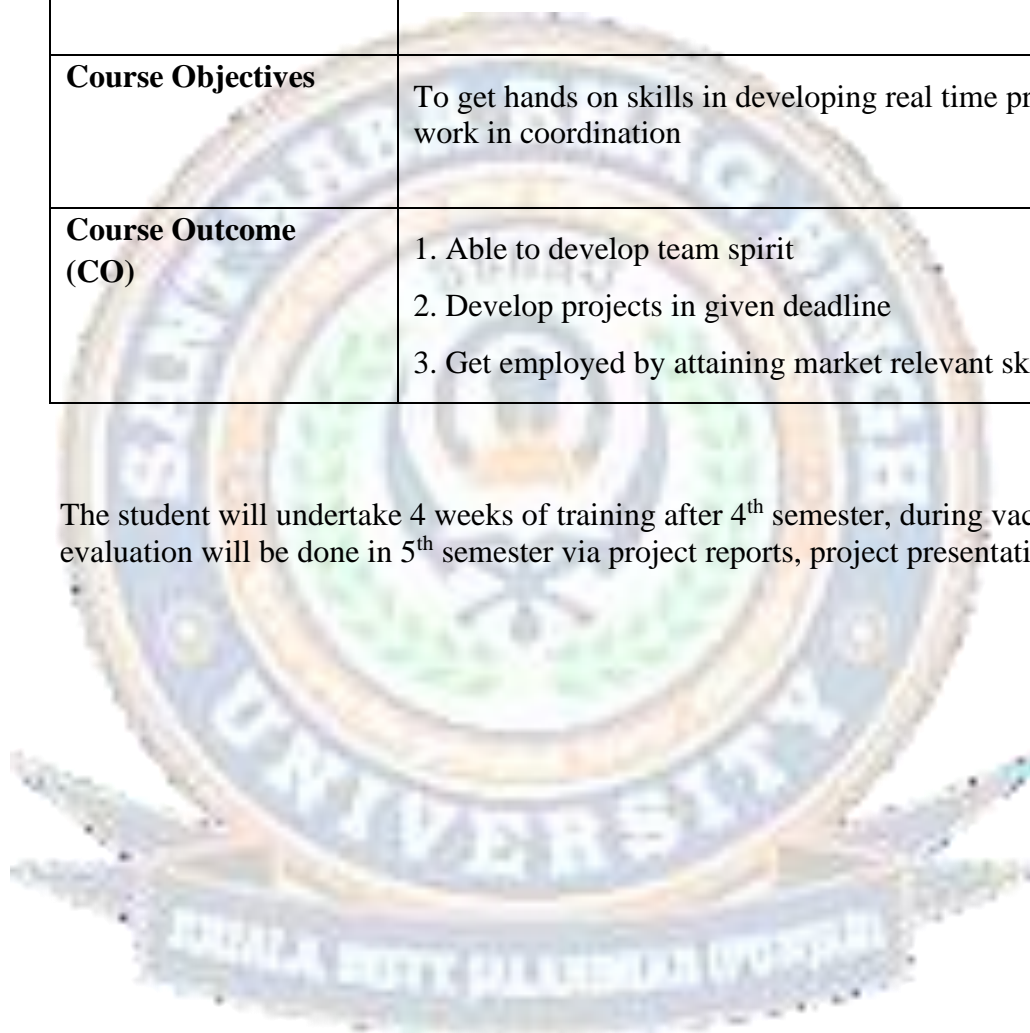 Course Objectives
To get hands on skills in developing real time pr
work in coordination
Course Outcome
(CO)
1. Able to develop team spirit
2. Develop projects in given deadline
3. Get employed by attaining market relevant sk
The student will undertake 4 weeks of training after 4th semester, during vac
evaluation will be done in 5th semester via project reports, project presentati
UNIVERSITY